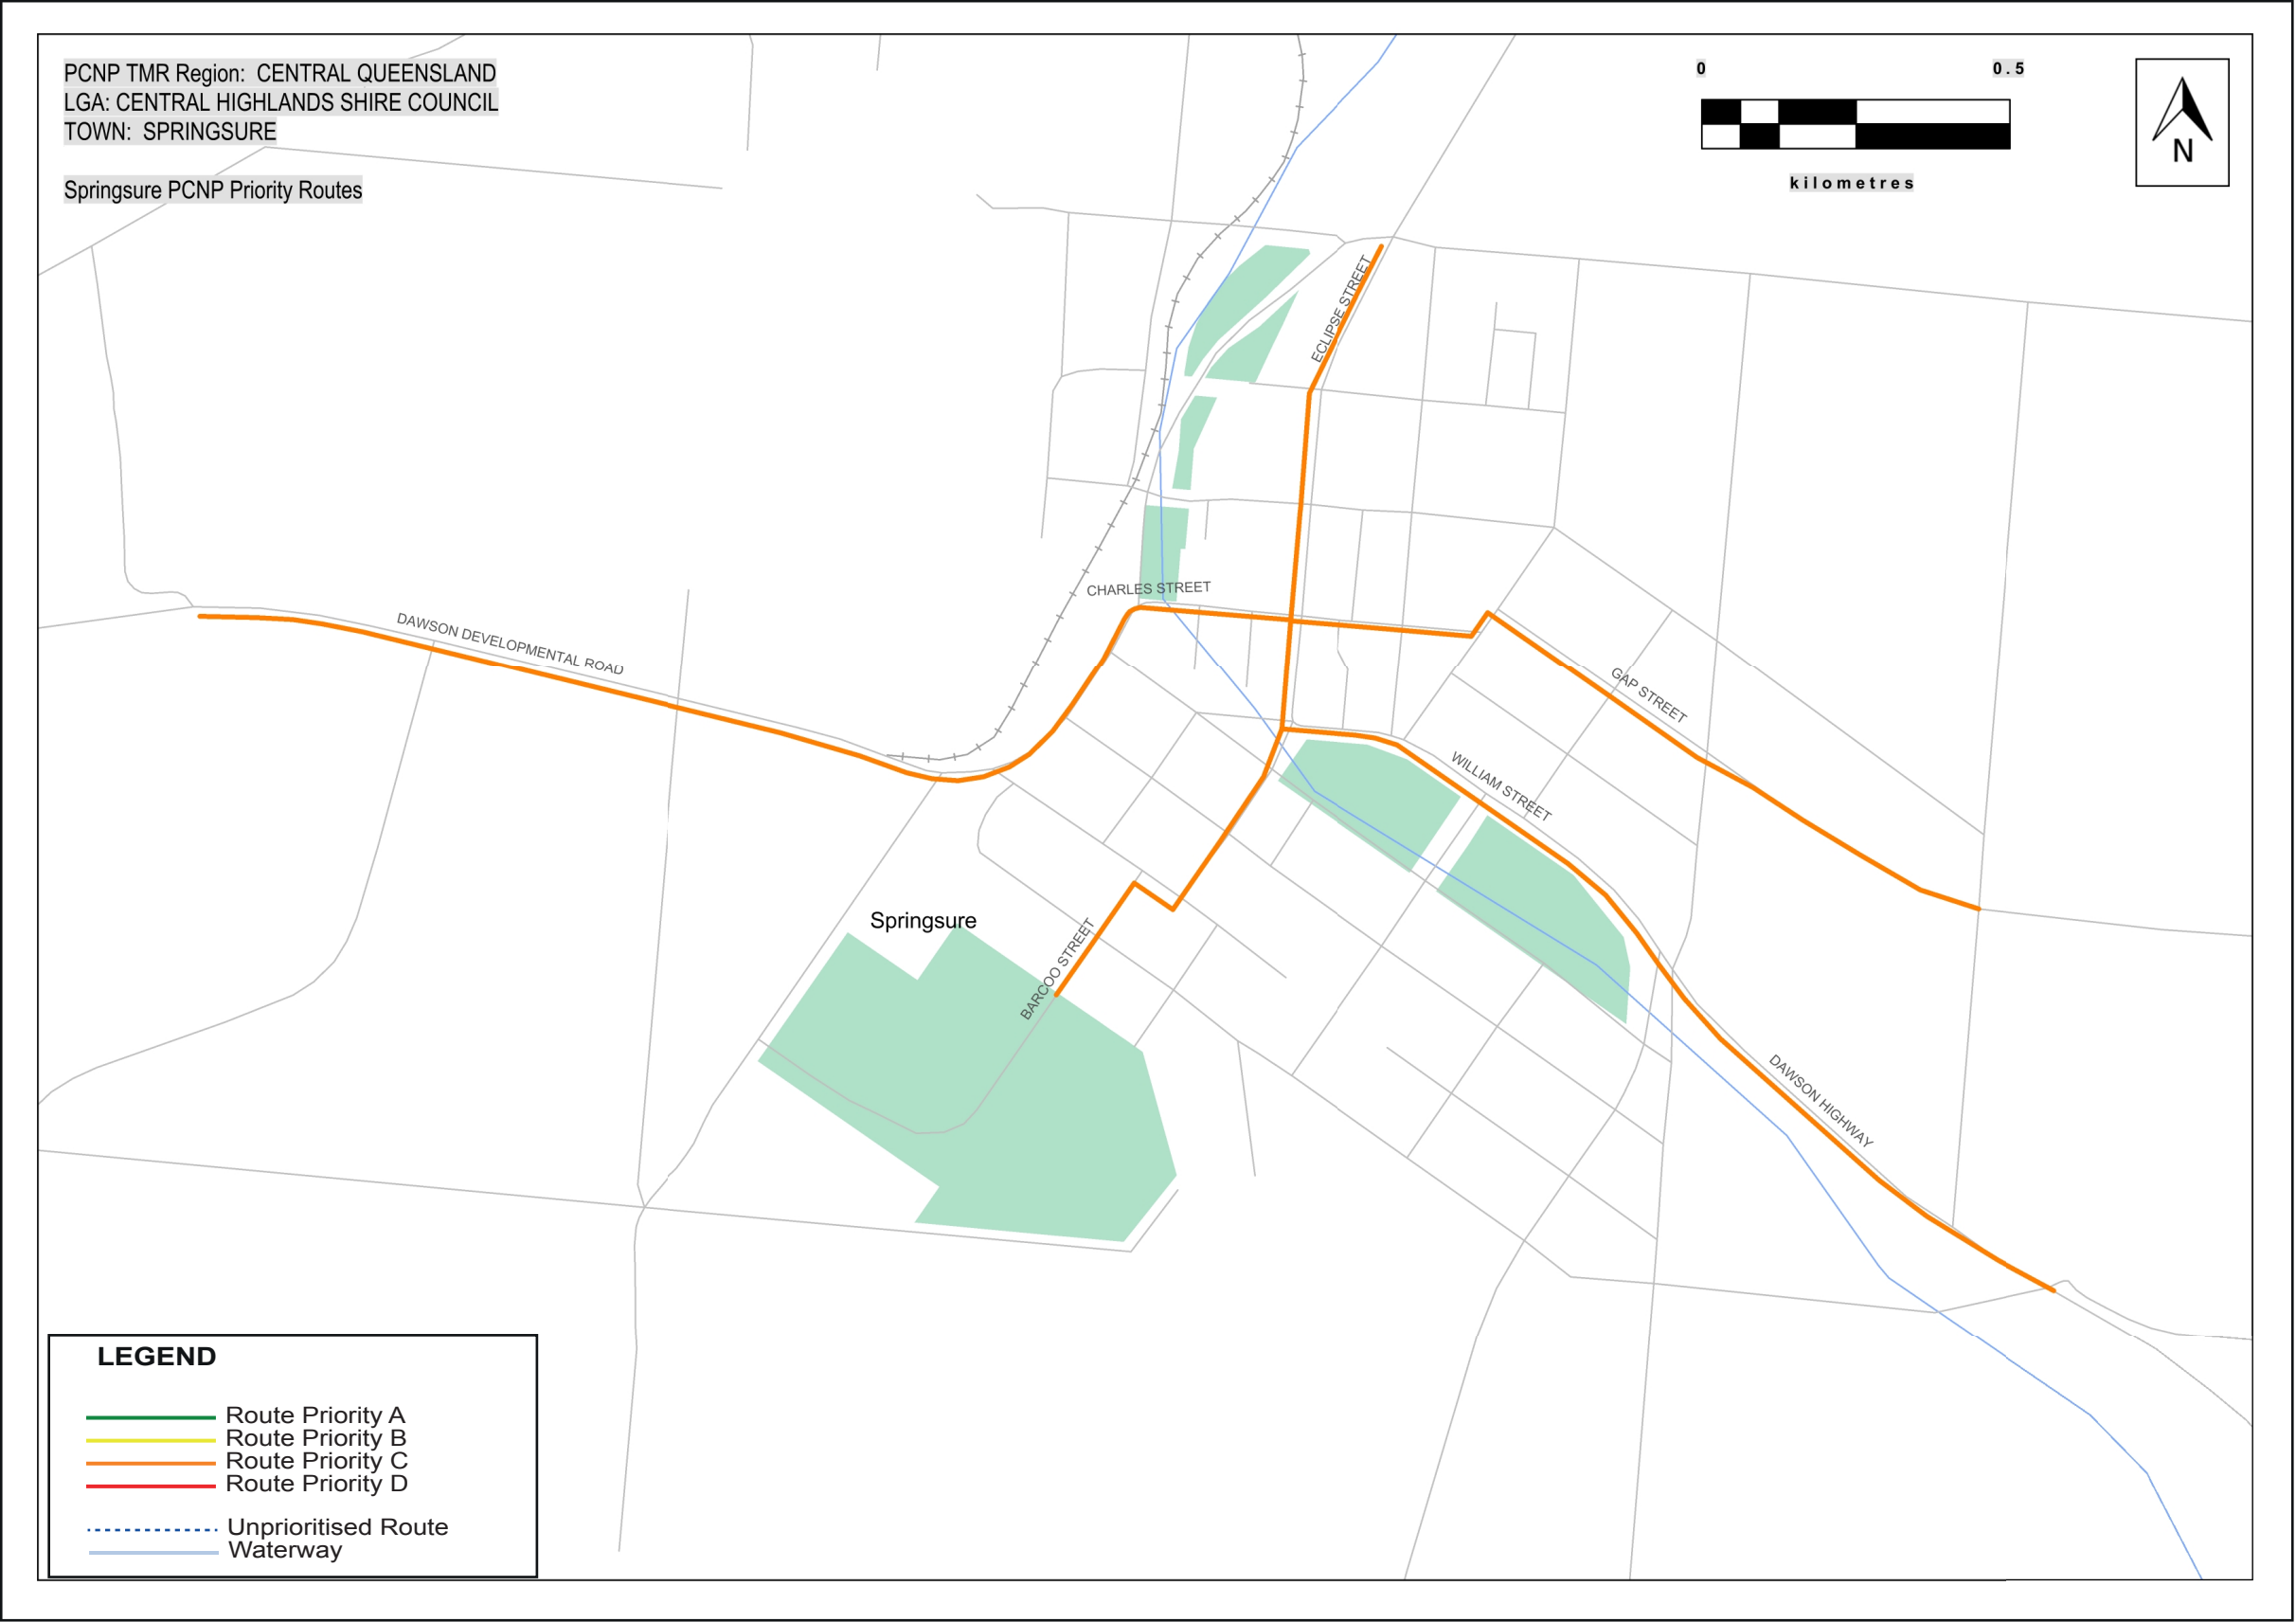 PCNP TMR Region: CENTRAL QUEENSLAND
LGA: CENTRAL HIGHLANDS SHIRE COUNCIL
TOWN: SPRINGSURE
Springsure PCNP Priority Routes
0 0.5
kilometres
N
ECLIPSE STREET
CHARLES STREET
DAWSON DEVELOPMENTAL ROAD
GAP STREET
WILLIAM STREET
Springsure
BARCOO STREET
DAWSON HIGHWAY
LEGEND
Route Priority A
Route Priority B
Route Priority C
Route Priority D
Unprioritised Route
Waterway